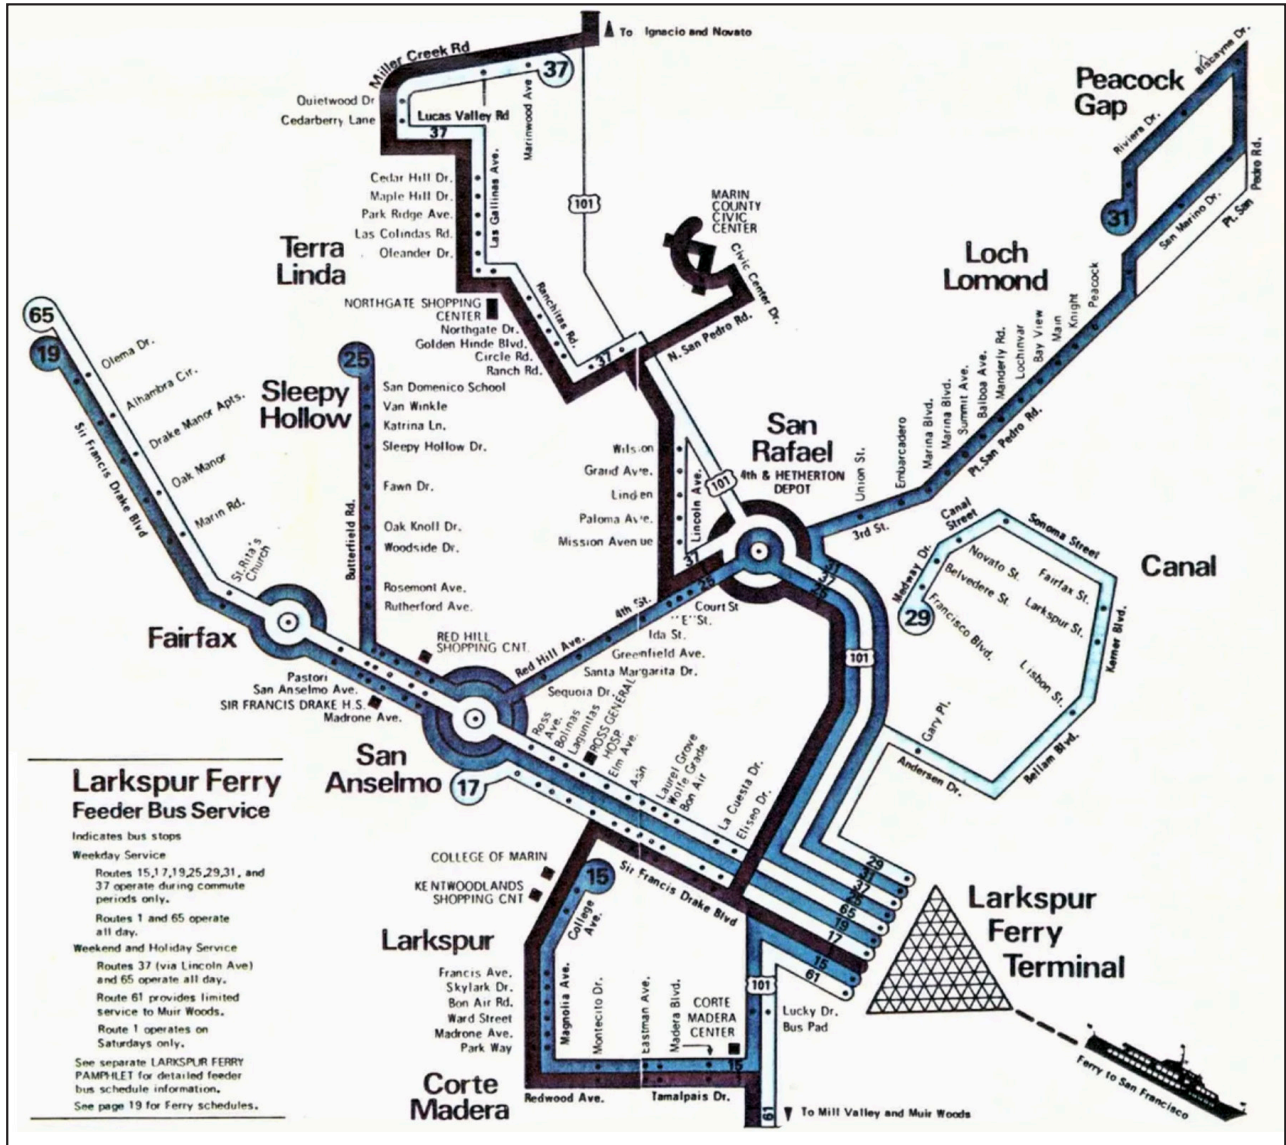 To Ignacio and Novato
Miller Creek Rd
37
Marinwood Ave
Quietwood Dr
Cedarberry Lane
Lucas Valley Rd
37
Las Gallinas Ave.
Cedar Hill Dr.
Maple Hill Dr.
Park Ridge Ave.
Las Colindas Rd.
Oleander Dr.
101
Terra
Linda
NORTHGATE SHOPPING
CENTER
Northgate Dr.
Golden Hinde Blvd.
Circle Rd.
Ranch Rd.
Ranchitas Rd.
37
MARIN
COUNTY
CIVIC
CENTER
Civic Center Dr.
N. San Pedro Rd.
Peacock
Gap
Biscayne Dr.
Riviera Dr.
31
San Marino Dr.
Pt. San
Pedro Rd.
Loch
Lomond
Peacock
Knight
Main
Bay View
Lochinvar
Manderly Rd.
Balboa Ave.
Summit Ave.
Marina Blvd.
Marina Blvd.
Embarcadero
Union St.
Pt. San Pedro Rd.
3rd St.
65
19
Olema Dr.
Alhambra Cir.
Drake Manor Apts.
Oak Manor
Marin Rd.
St. Rita's
Church
Sir Francis Drake Blvd
25
Sleepy
Hollow
San Domenico School
Van Winkle
Katrina Ln.
Sleepy Hollow Dr.
Fawn Dr.
Oak Knoll Dr.
Woodside Dr.
Rosemont Ave.
Rutherford Ave.
Butterfield Rd.
Wilson
Grand Ave.
Linden
Paloma Ave.
Mission Avenue
Lincoln Ave.
101
37
San
Rafael
4th & HETHERTON
DEPOT
25
4th St.
Court St
"E" St.
Ida St.
Greenfield Ave.
Santa Margarita Dr.
Sequoia Dr.
Red Hill Ave.
31
37
25
101
Canal
Canal
Street
Sonoma Street
Medway Dr.
Novato St.
Belvedere St.
Francisco Blvd.
Fairfax St.
Larkspur St.
Lisbon St.
Kerner Blvd.
Bellam Blvd.
Gary Pl.
Andersen Dr.
29
Fairfax
RED HILL
SHOPPING CNT.
Pastori
San Anselmo Ave.
SIR FRANCIS DRAKE H.S.
Madrone Ave.
San
Anselmo
17
Ross
Ave.
Bolinas
Lagunitas
ROSS GENERAL
HOSP.
Elm Ave.
Ash
Laurel Grove
Wolfe Grade
Bon Air
La Cuesta Dr.
Eliseo Dr.
Sir Francis Drake Blvd
COLLEGE OF MARIN
KENTWOODLANDS
SHOPPING CNT
15
College
Ave.
Larkspur
Francis Ave.
Skylark Dr.
Bon Air Rd.
Ward Street
Madrone Ave.
Park Way
Magnolia Ave.
Montecito Dr.
Eastman Ave.
Madera Blvd.
CORTE
MADERA
CENTER
15
Corte
Madera
Redwood Ave.
Tamalpais Dr.
101
Lucky Dr.
Bus Pad
61
To Mill Valley and Muir Woods
29
31
37
25
65
19
17
15
61
Larkspur
Ferry
Terminal
Ferry to San Francisco
Larkspur Ferry
Feeder Bus Service
Indicates bus stops
Weekday Service
Routes 15,17,19,25,29,31, and
37 operate during commute
periods only.
Routes 1 and 65 operate
all day.
Weekend and Holiday Service
Routes 37 (via Lincoln Ave)
and 65 operate all day.
Route 61 provides limited
service to Muir Woods.
Route 1 operates on
Saturdays only.
See separate LARKSPUR FERRY
PAMPHLET for detailed feeder
bus schedule information.
See page 19 for Ferry schedules.